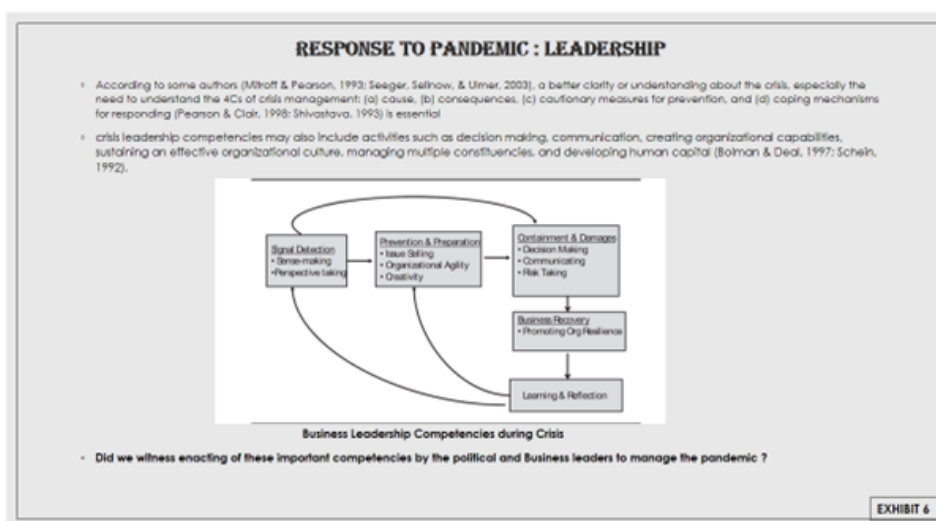 RESPONSE TO PANDEMIC : LEADERSHIP
According to some authors (Mitroff & Pearson, 1993; Seeger, Sellnow, & Ulmer, 2003), a better clarity or understanding about the crisis, especially the
need to understand the 4Cs of crisis management: (a) cause, (b) consequences, (c) cautionary measures for prevention, and (d) coping mechanisms
for responding (Pearson & Clair, 1998; Shivastava, 1993) is essential
crisis leadership competencies may also include activities such as decision making, communication, creating organizational capabilities,
sustaining an effective organizational culture, managing multiple constituencies, and developing human capital (Bolman & Deal, 1997; Schein,
1992).
Signal Detection
• Sense-making
•Perspective taking
Prevention & Preparation
• Issue Selling
• Organizational Agility
• Creativity
Containment & Damages
• Decision Making
• Communicating
• Risk Taking
Business Recovery
• Promoting Org Resilience
Learning & Reflection
Business Leadership Competencies during Crisis
Did we witness enacting of these important competencies by the political and Business leaders to manage the pandemic ?
EXHIBIT 6